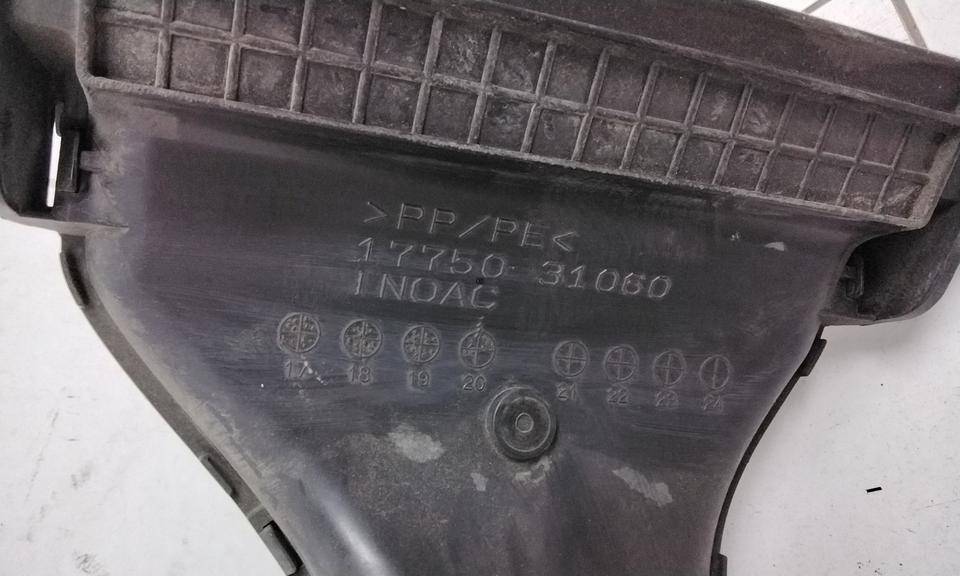 >PP/PE<
17750-31060
INOAC
17 18 19 20 21 22 23 24